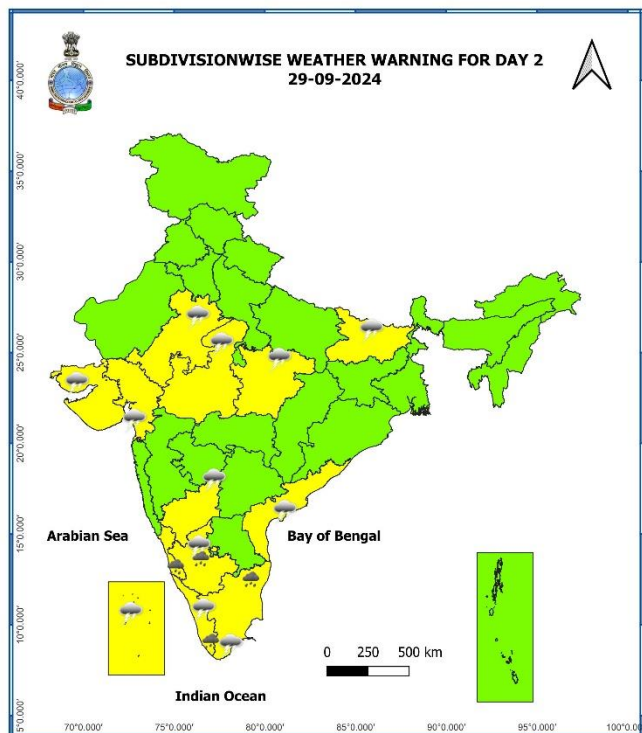 SUBDIVISIONWISE WEATHER WARNING FOR DAY 2
29-09-2024
40°0.000'
35°0.000'
30°0.000'
25°0.000'
20°0.000'
15°0.000'
10°0.000'
5°0.000'
Arabian Sea
Bay of Bengal
0 250 500 km
Indian Ocean
70°0.000' 75°0.000' 80°0.000' 85°0.000' 90°0.000' 95°0.000' 100°0.000'